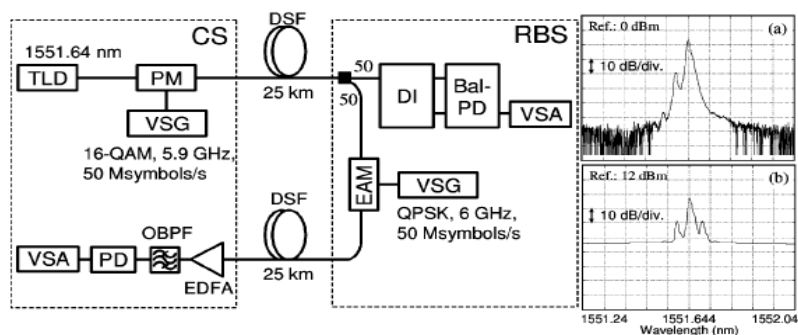 CS
DSF
RBS
1551.64 nm
TLD
PM
25 km
50
50
DI
Bal-
PD
VSA
VSG
16-QAM, 5.9 GHz,
50 Msymbols/s
EAM
VSG
QPSK, 6 GHz,
50 Msymbols/s
DSF
25 km
OBPF
VSA
PD
EDFA
Ref.: 0 dBm
(a)
10 dB/div.
Ref.: 12 dBm
(b)
10 dB/div.
1551.24
1551.644
1552.04
Wavelength (nm)